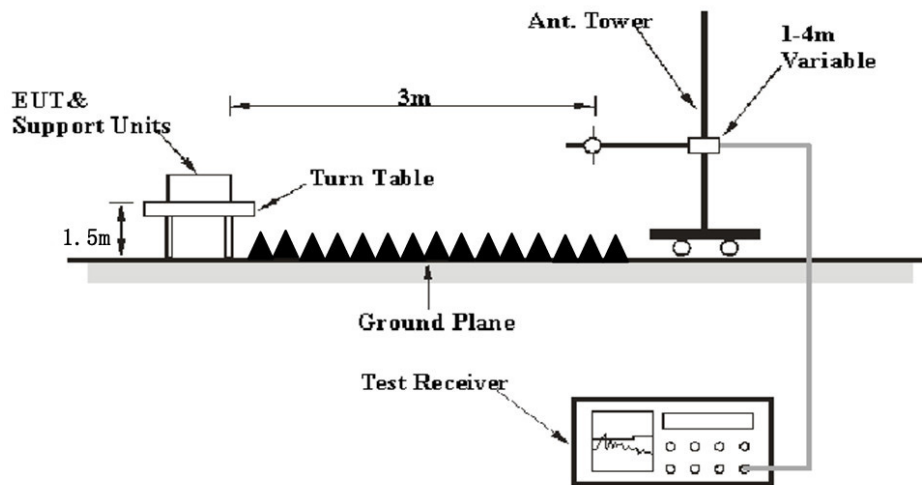 Ant. Tower
1-4m
Variable
EUT&
Support Units
3m
Turn Table
1.5m
Ground Plane
Test Receiver